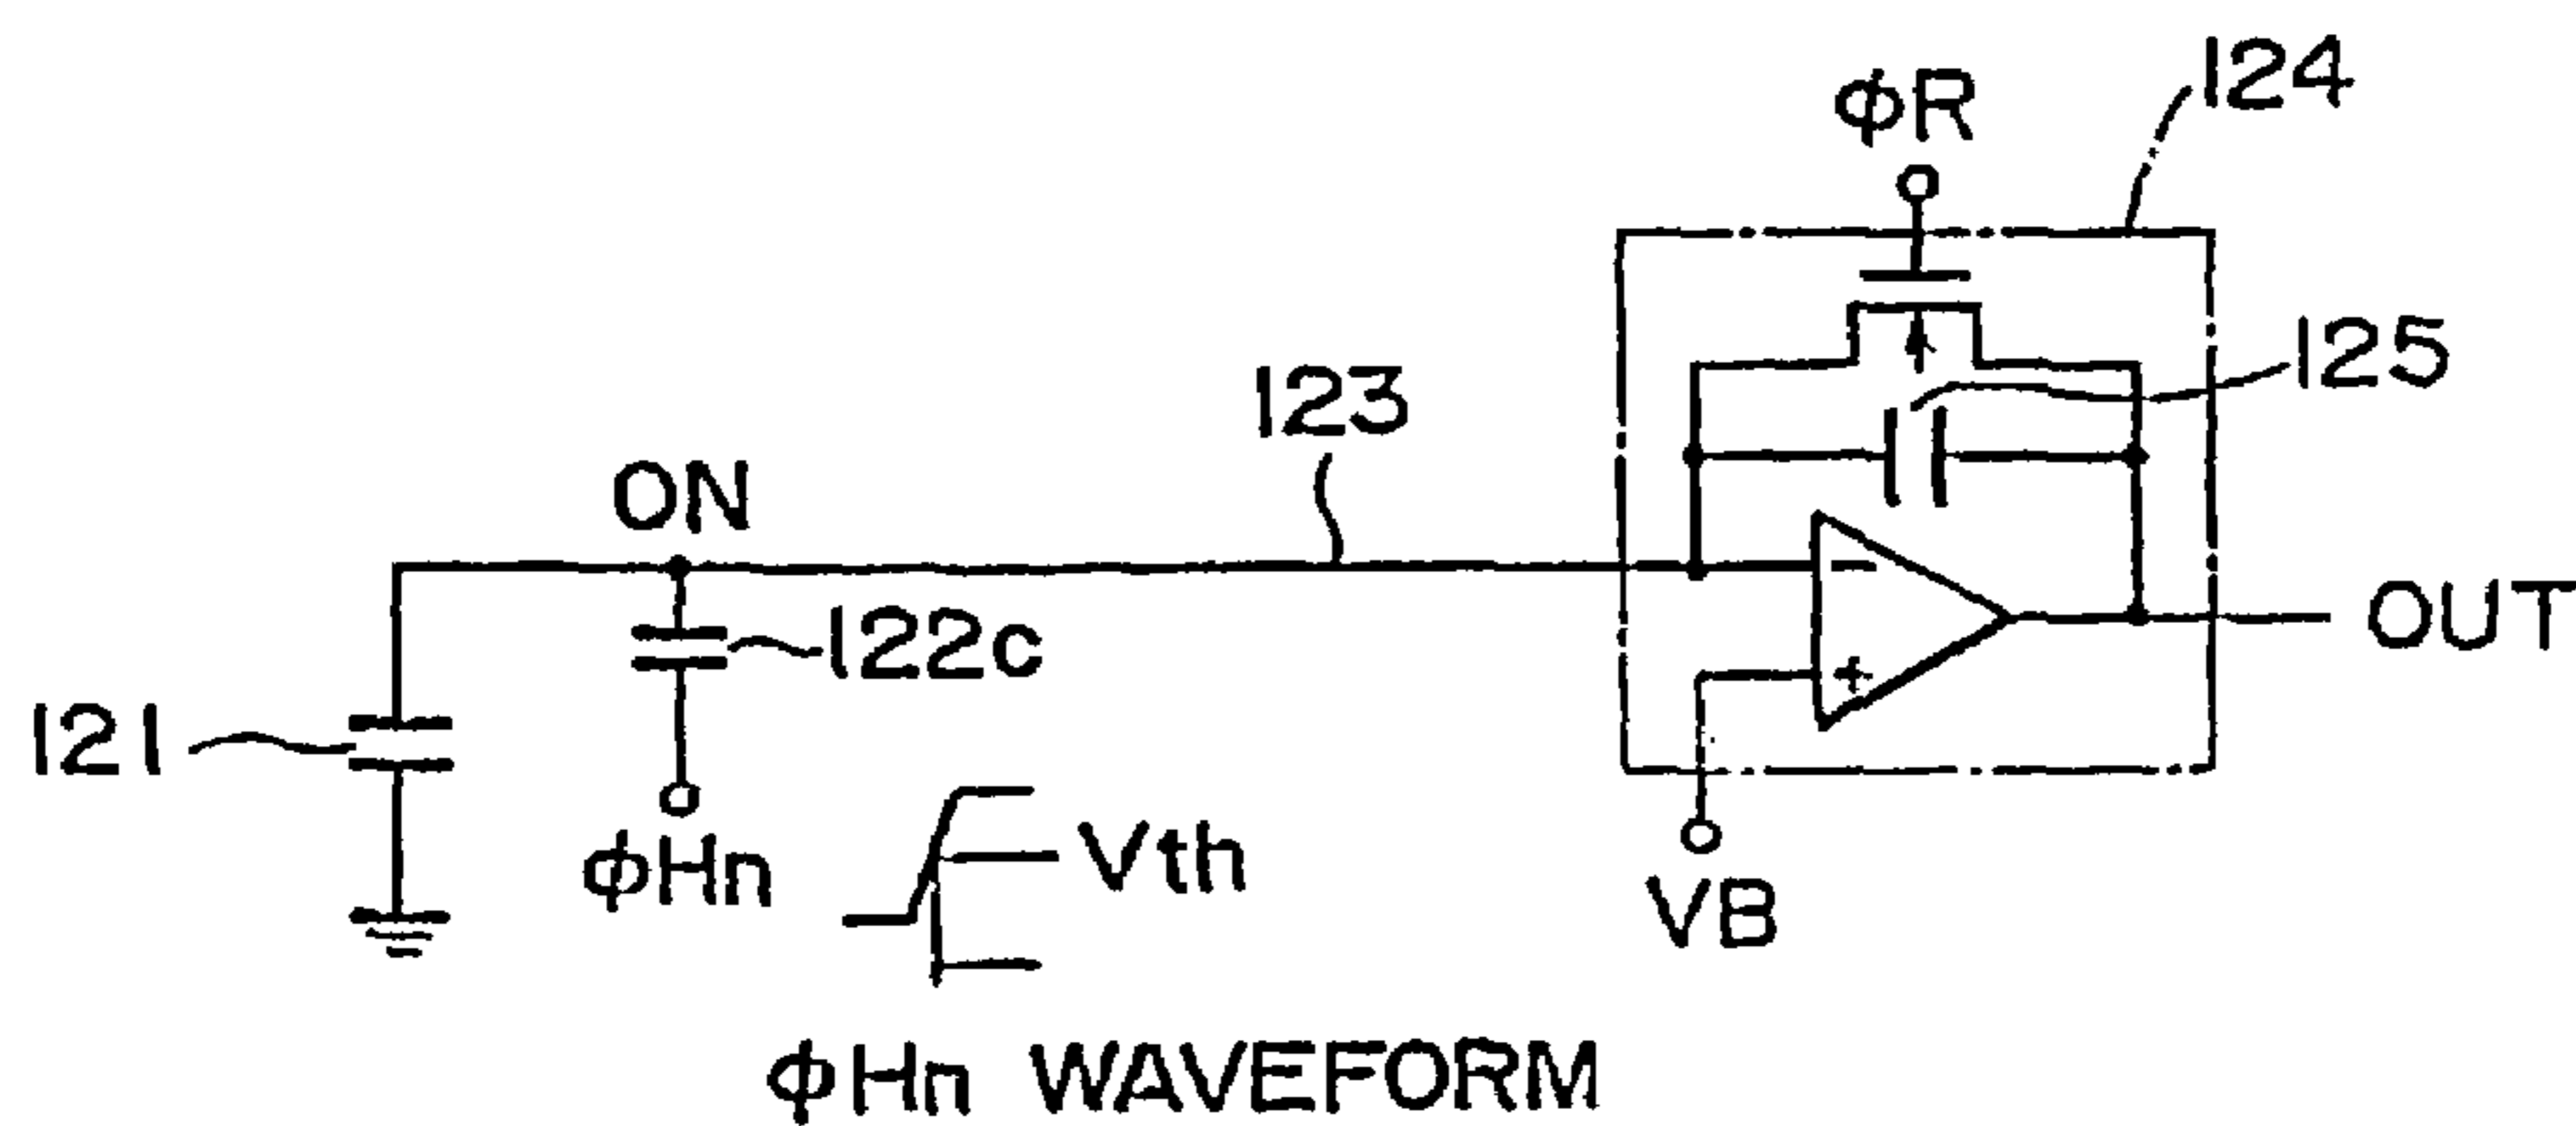 124
ϕR
125
123
ON
122c
OUT
121
ϕHn
Vth
VB
ϕHn WAVEFORM